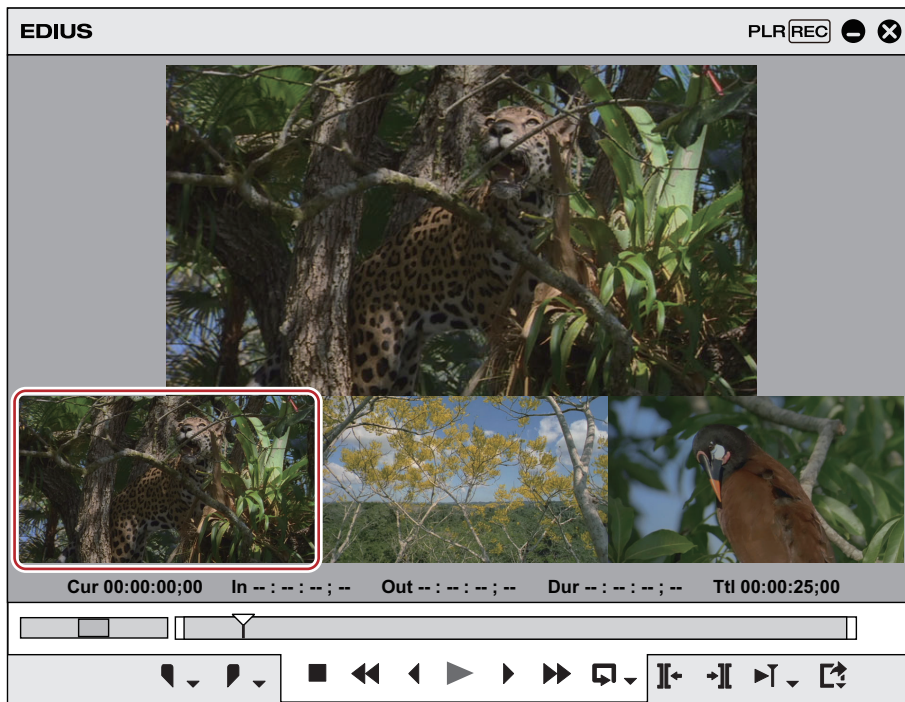 EDIUS
PLR REC
Cur 00:00:00;00 In -- : -- : -- ; -- Out -- : -- : -- ; -- Dur -- : -- : -- ; -- Ttl 00:00:25;00